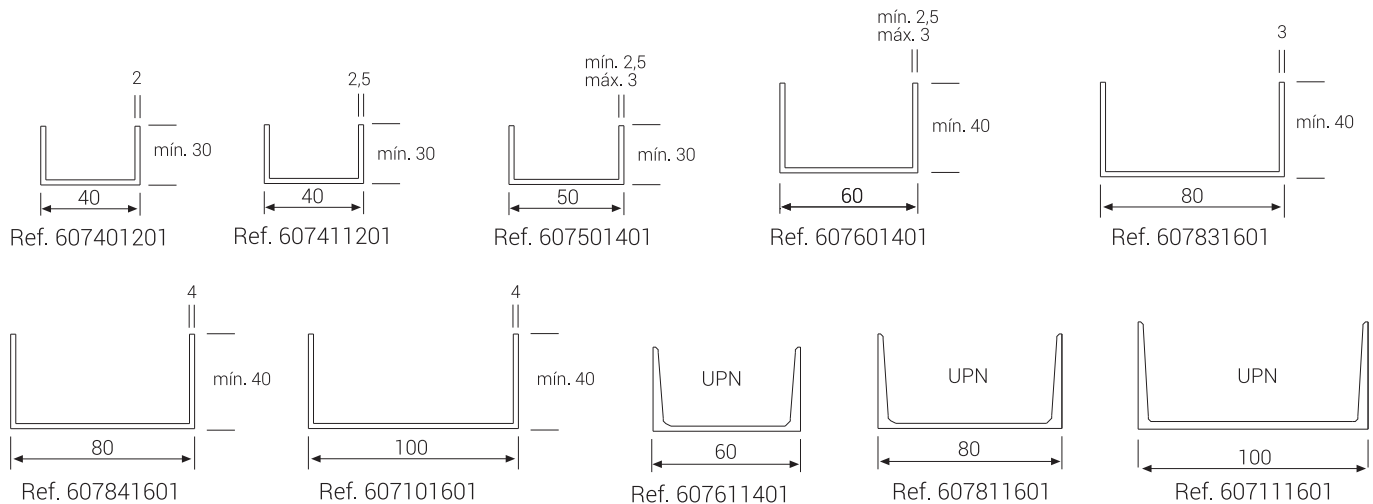 2
mín. 30
40
Ref. 607401201
2,5
mín. 30
40
Ref. 607411201
mín. 2,5
máx. 3
mín. 30
50
Ref. 607501401
mín. 2,5
máx. 3
mín. 40
60
Ref. 607601401
3
mín. 40
80
Ref. 607831601
4
mín. 40
80
Ref. 607841601
4
mín. 40
100
Ref. 607101601
UPN
60
Ref. 607611401
UPN
80
Ref. 607811601
UPN
100
Ref. 607111601